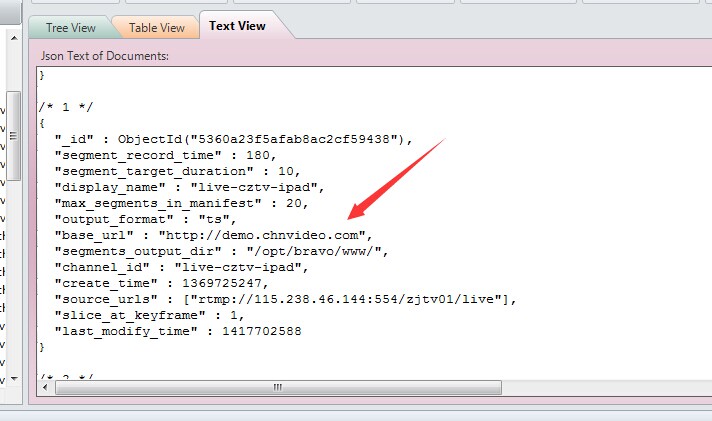 Tree View
Table View
Text View
Json Text of Documents:
}
/* 1 */
{
"_id" : ObjectId("5360a23f5afab8ac2cf59438"),
"segment_record_time" : 180,
"segment_target_duration" : 10,
"display_name" : "live-cztv-ipad",
"max_segments_in_manifest" : 20,
"output_format" : "ts",
"base_url" : "http://demo.chnvideo.com",
"segments_output_dir" : "/opt/bravo/www/",
"channel_id" : "live-cztv-ipad",
"create_time" : 1369725247,
"source_urls" : ["rtmp://115.238.46.144:554/zjtv01/live"],
"slice_at_keyframe" : 1,
"last_modify_time" : 1417702588
}